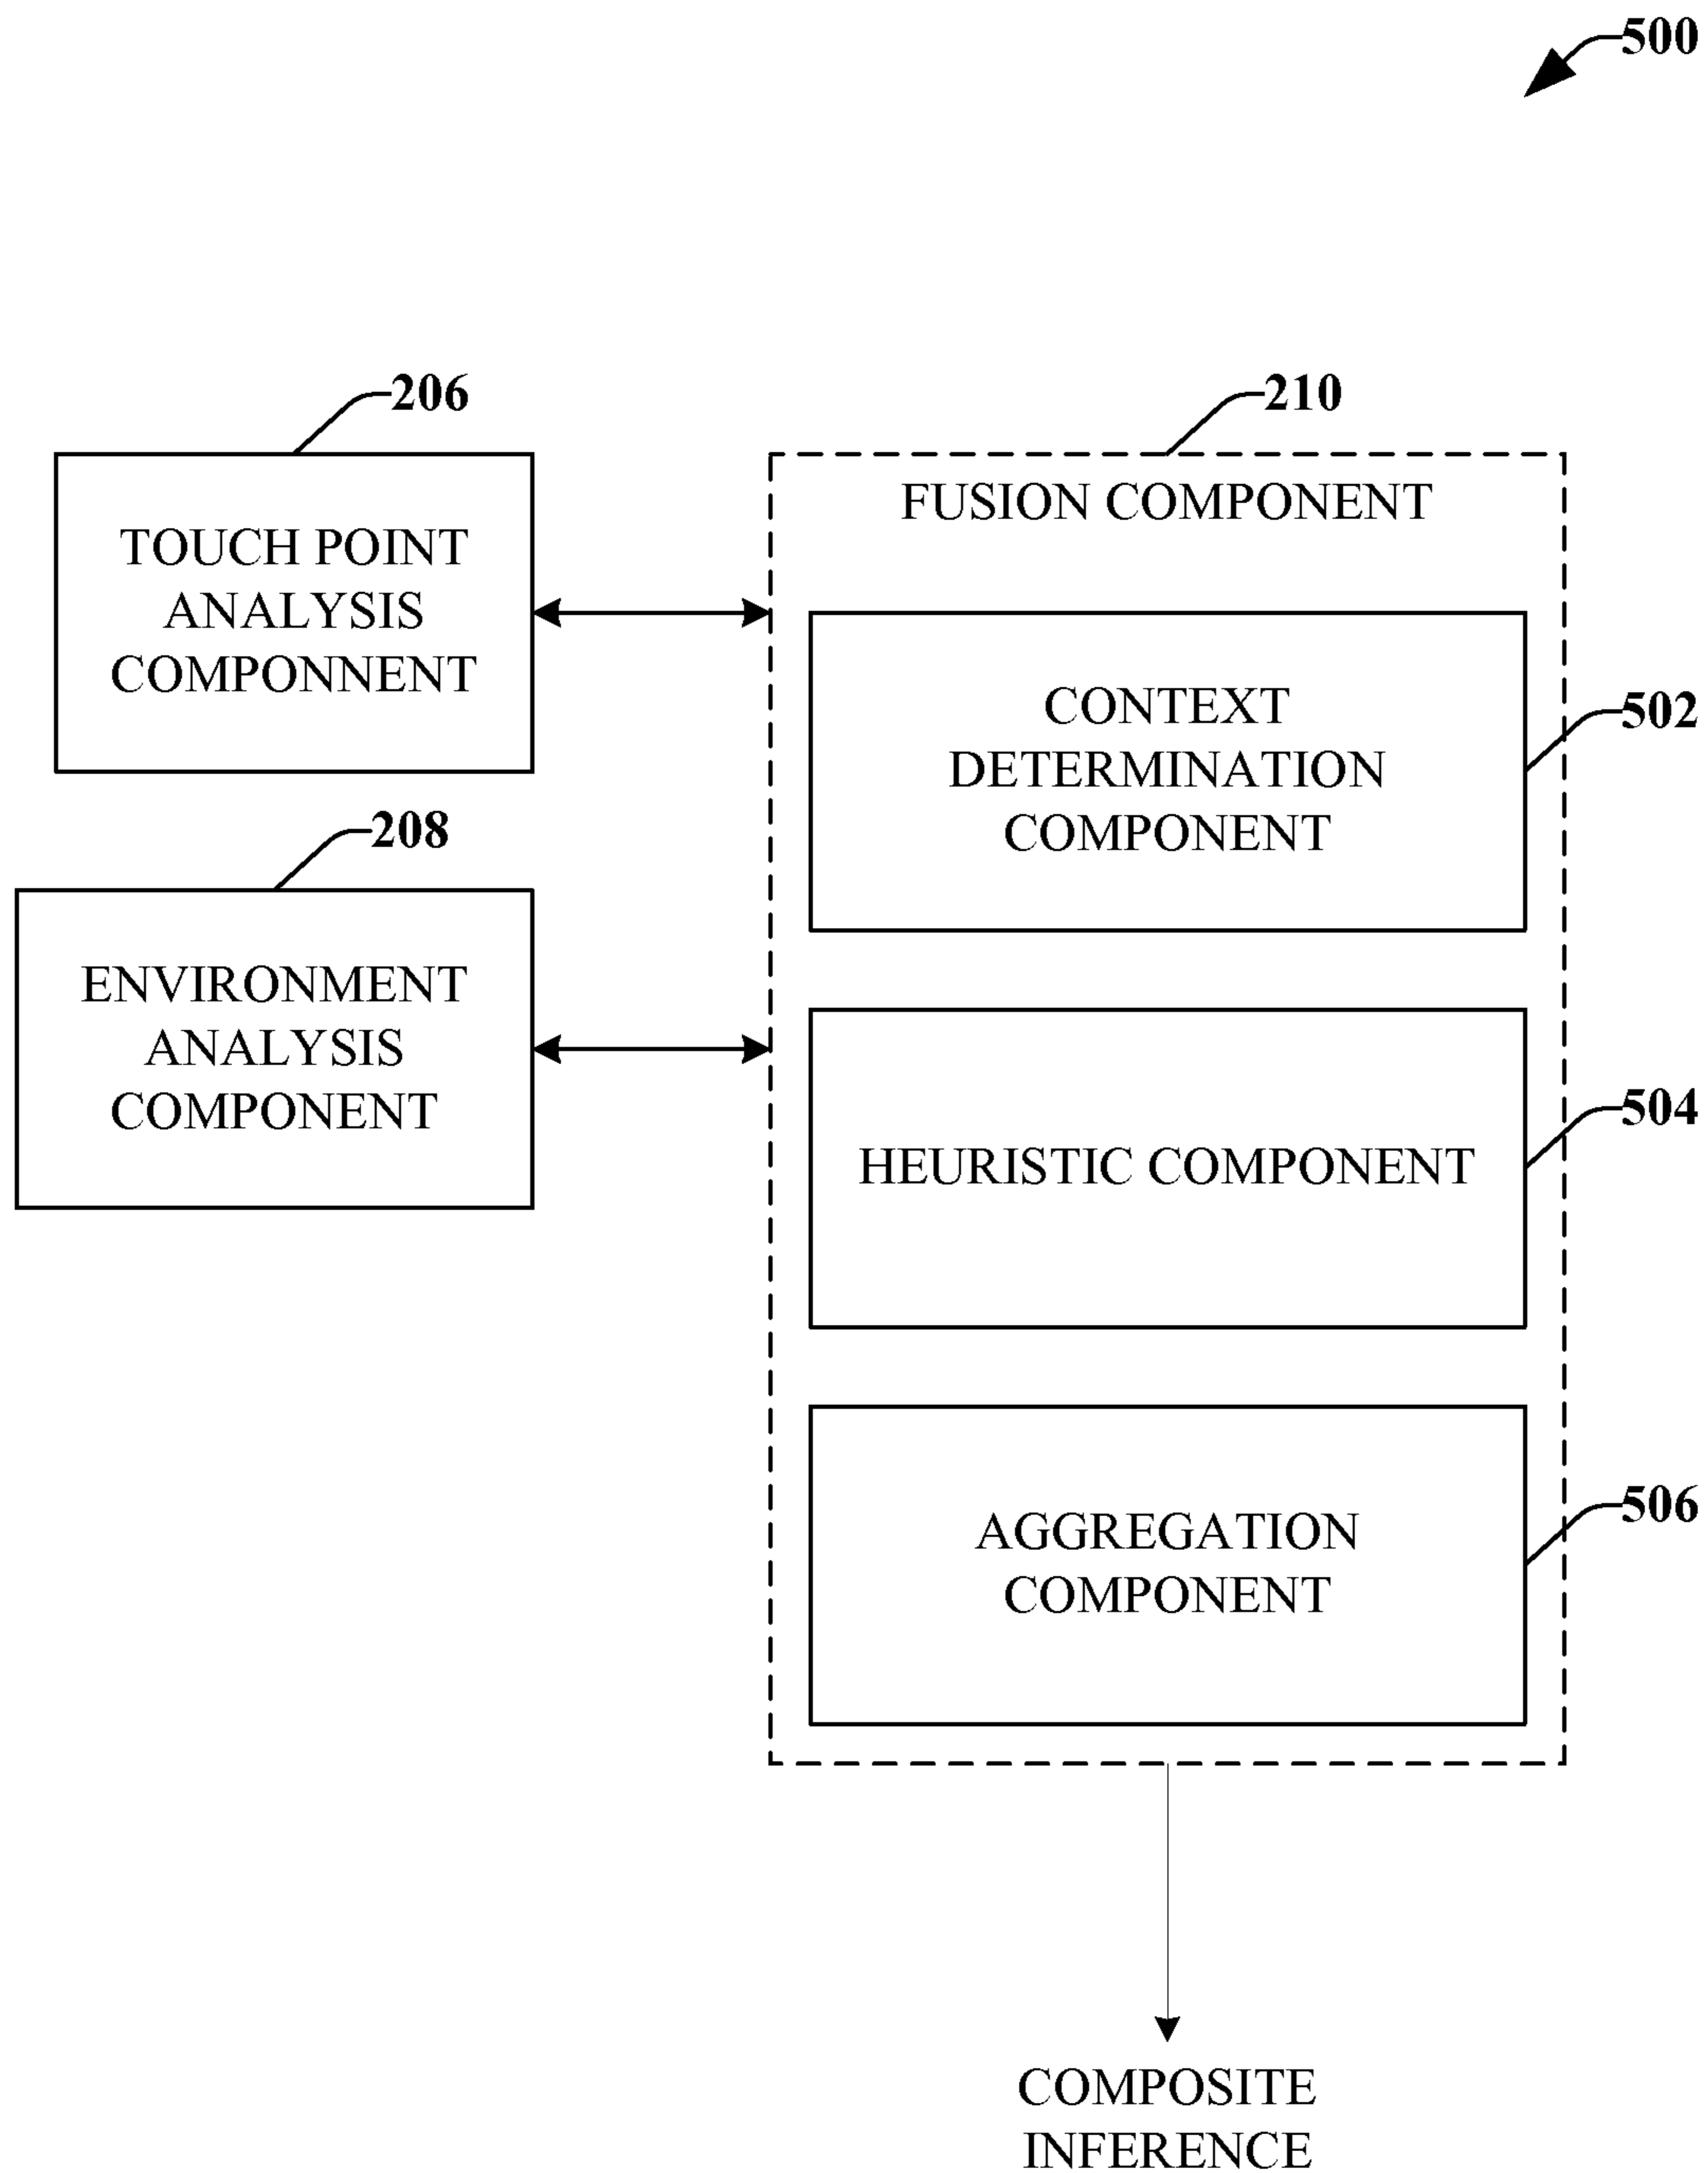 500
206
TOUCH POINT
ANALYSIS
COMPONNENT
208
ENVIRONMENT
ANALYSIS
COMPONENT
210
FUSION COMPONENT
CONTEXT
DETERMINATION
COMPONENT
502
HEURISTIC COMPONENT
504
AGGREGATION
COMPONENT
506
COMPOSITE
INFERENCE